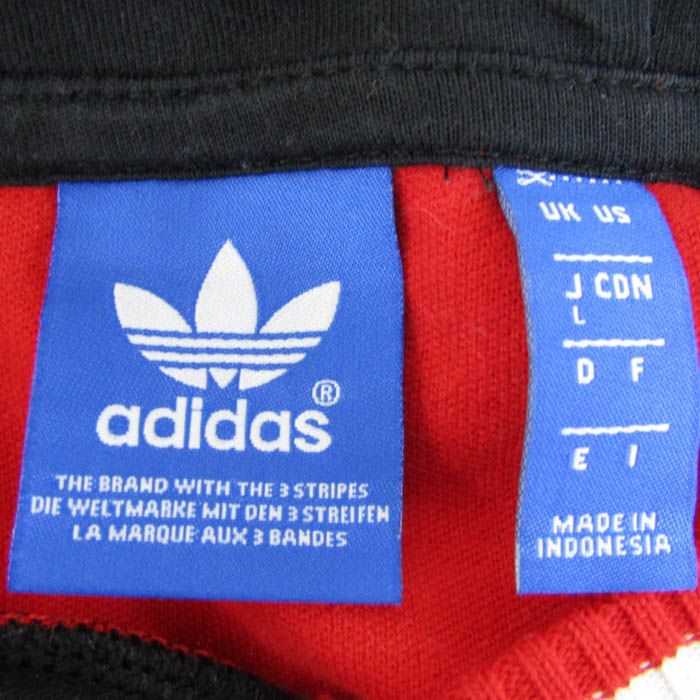 adidas®
THE BRAND WITH THE 3 STRIPES
DIE WELTMARKE MIT DEN 3 STREIFEN
LA MARQUE AUX 3 BANDES
UK US
J CDN
L
D F
E I
MADE IN
INDONESIA